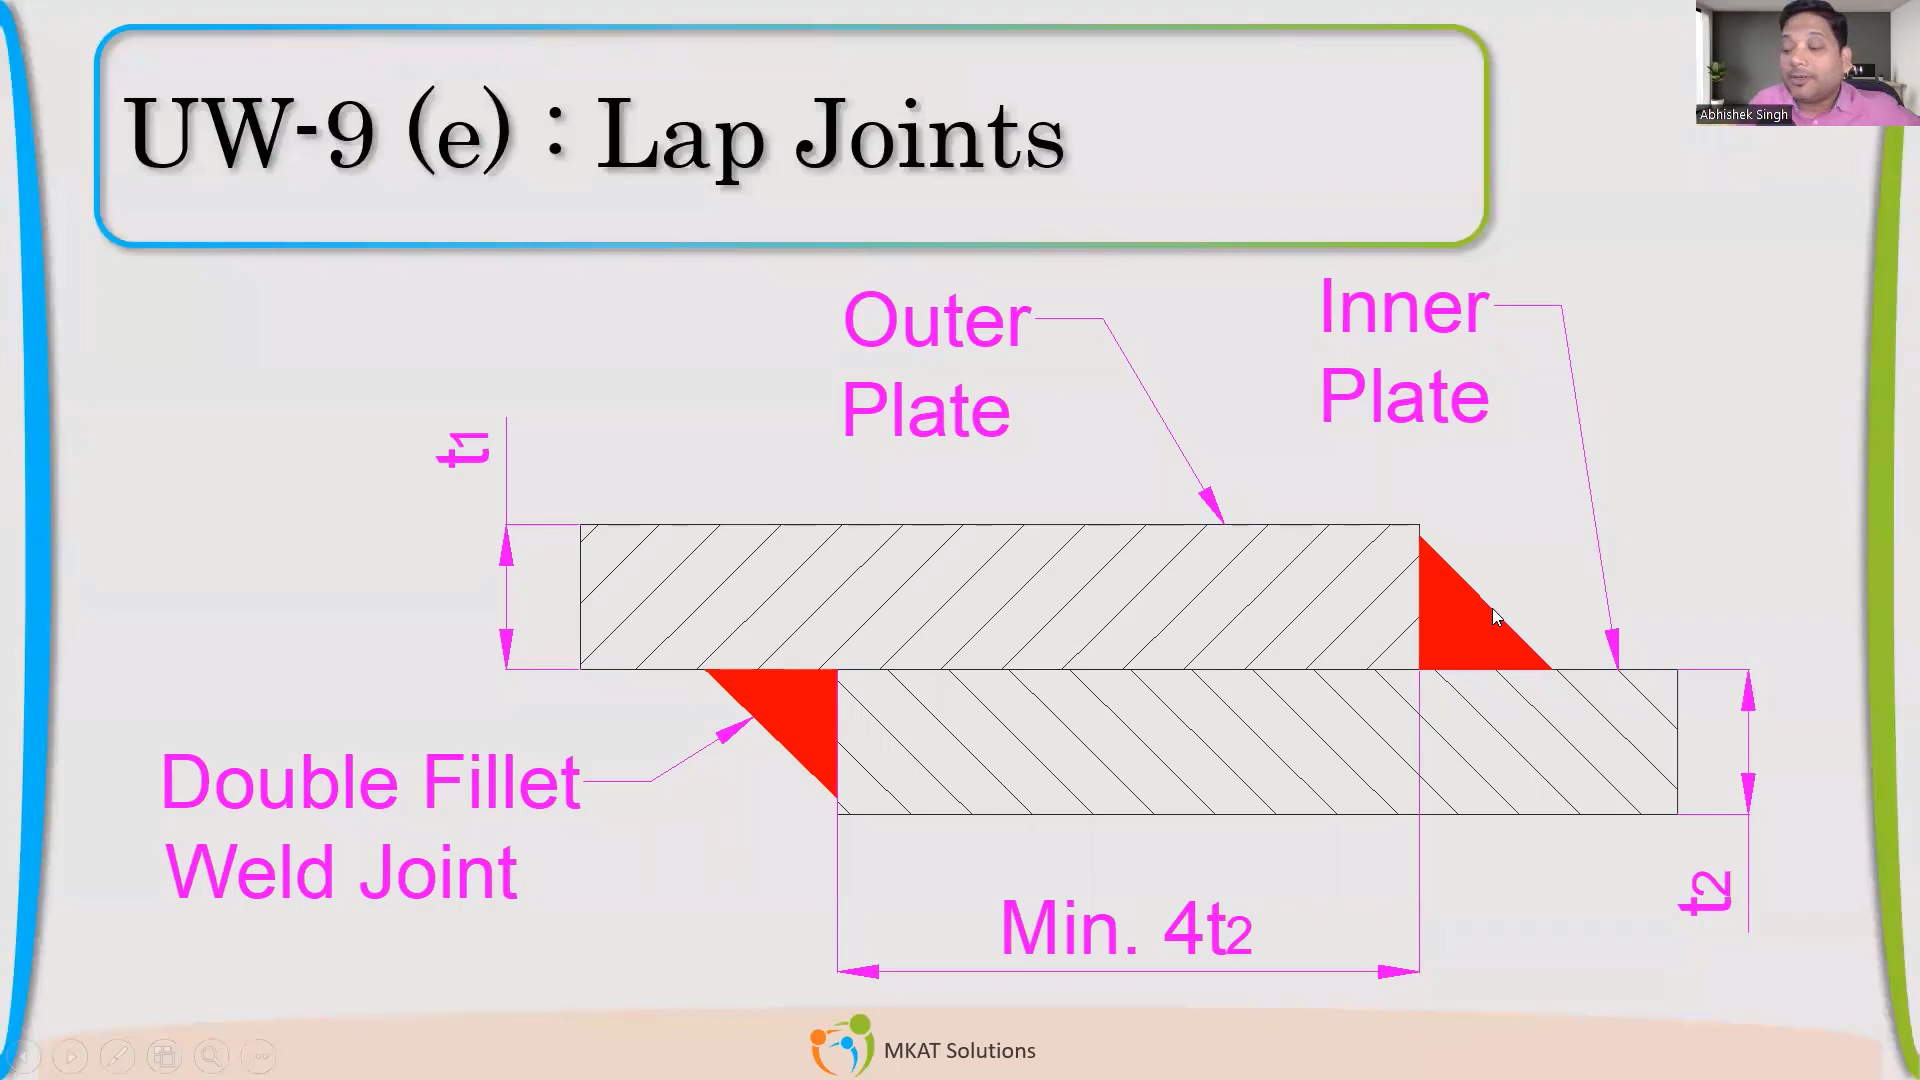 UW-9 (e) : Lap Joints
Abhishek Singh
Outer
Plate
Inner
Plate
t1
Double Fillet
Weld Joint
t2
Min. 4t2
MKAT Solutions